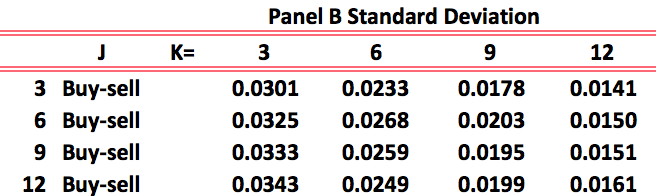 Panel B Standard Deviation
J K= 3 6 9 12
3 Buy-sell 0.0301 0.0233 0.0178 0.0141
6 Buy-sell 0.0325 0.0268 0.0203 0.0150
9 Buy-sell 0.0333 0.0259 0.0195 0.0151
12 Buy-sell 0.0343 0.0249 0.0199 0.0161